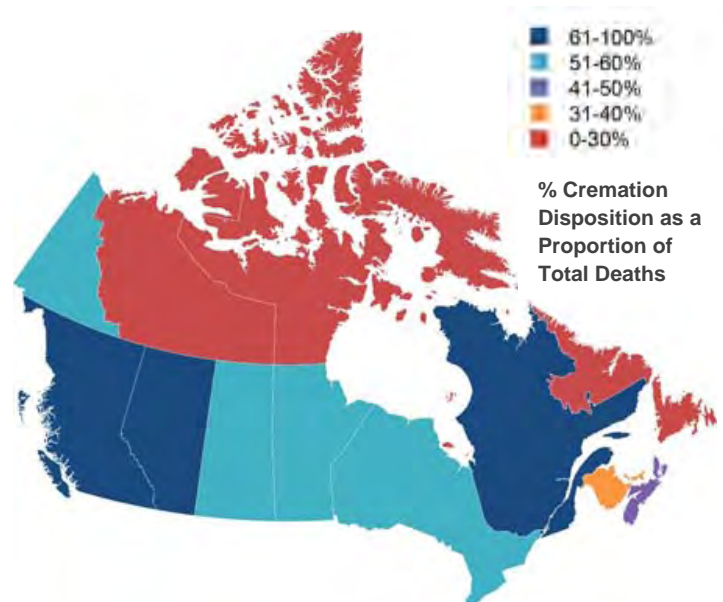 61-100%
51-60%
41-50%
31-40%
0-30%
% Cremation
Disposition as a
Proportion of
Total Deaths